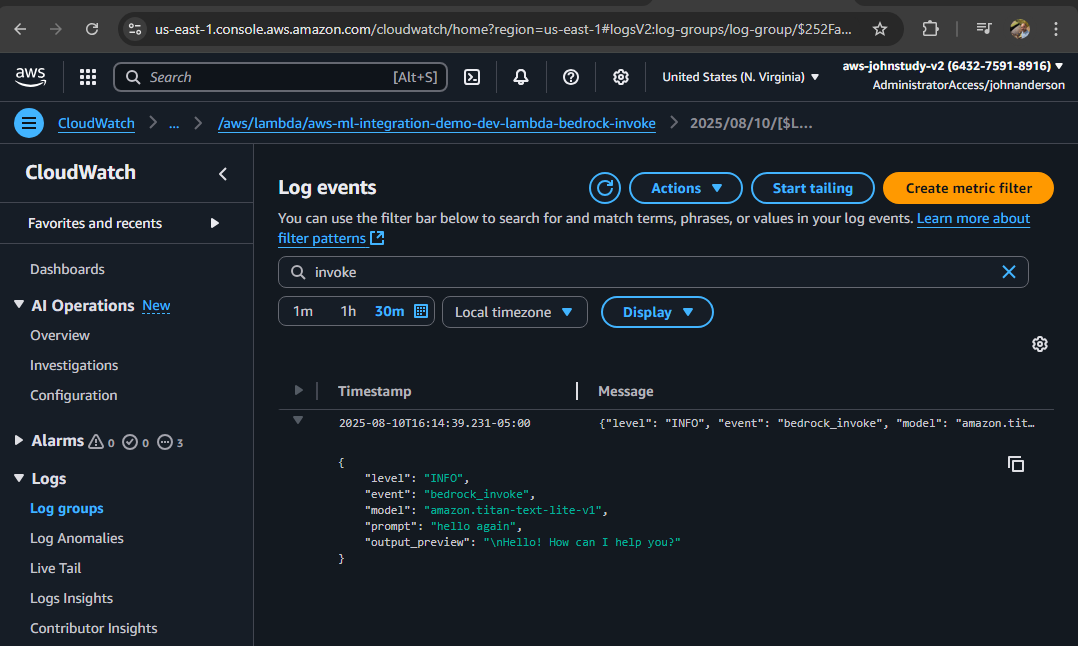 us-east-1.console.aws.amazon.com/cloudwatch/home?region=us-east-1#logsV2:log-groups/log-group/$252Fa...
aws
Search
[Alt+S]
United States (N. Virginia)
aws-johnstudy-v2 (6432-7591-8916)
AdministratorAccess/johnanderson
CloudWatch
...
/aws/lambda/aws-ml-integration-demo-dev-lambda-bedrock-invoke
2025/08/10/[$L...
CloudWatch
Favorites and recents
Dashboards
AI Operations New
Overview
Investigations
Configuration
Alarms 0 0 3
Logs
Log groups
Log Anomalies
Live Tail
Logs Insights
Contributor Insights
Log events
Actions
Start tailing
Create metric filter
You can use the filter bar below to search for and match terms, phrases, or values in your log events. Learn more about
filter patterns
invoke
1m 1h 30m
Local timezone
Display
Timestamp Message
2025-08-10T16:14:39.231-05:00 {"level": "INFO", "event": "bedrock_invoke", "model": "amazon.tit...
{
"level": "INFO",
"event": "bedrock_invoke",
"model": "amazon.titan-text-lite-v1",
"prompt": "hello again",
"output_preview": "\nHello! How can I help you?"
}